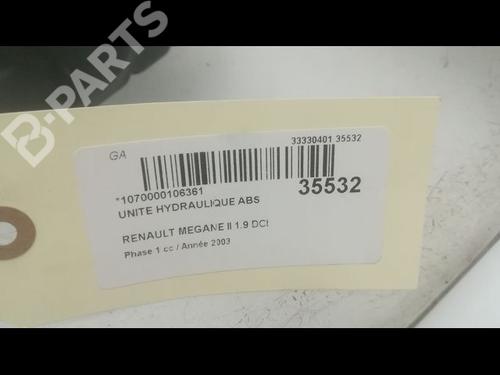 B-PARTS
GA
33330401 35532
*1070000106361
35532
UNITE HYDRAULIQUE ABS
RENAULT MEGANE II 1.9 DCI
Phase 1 cc / Année 2003